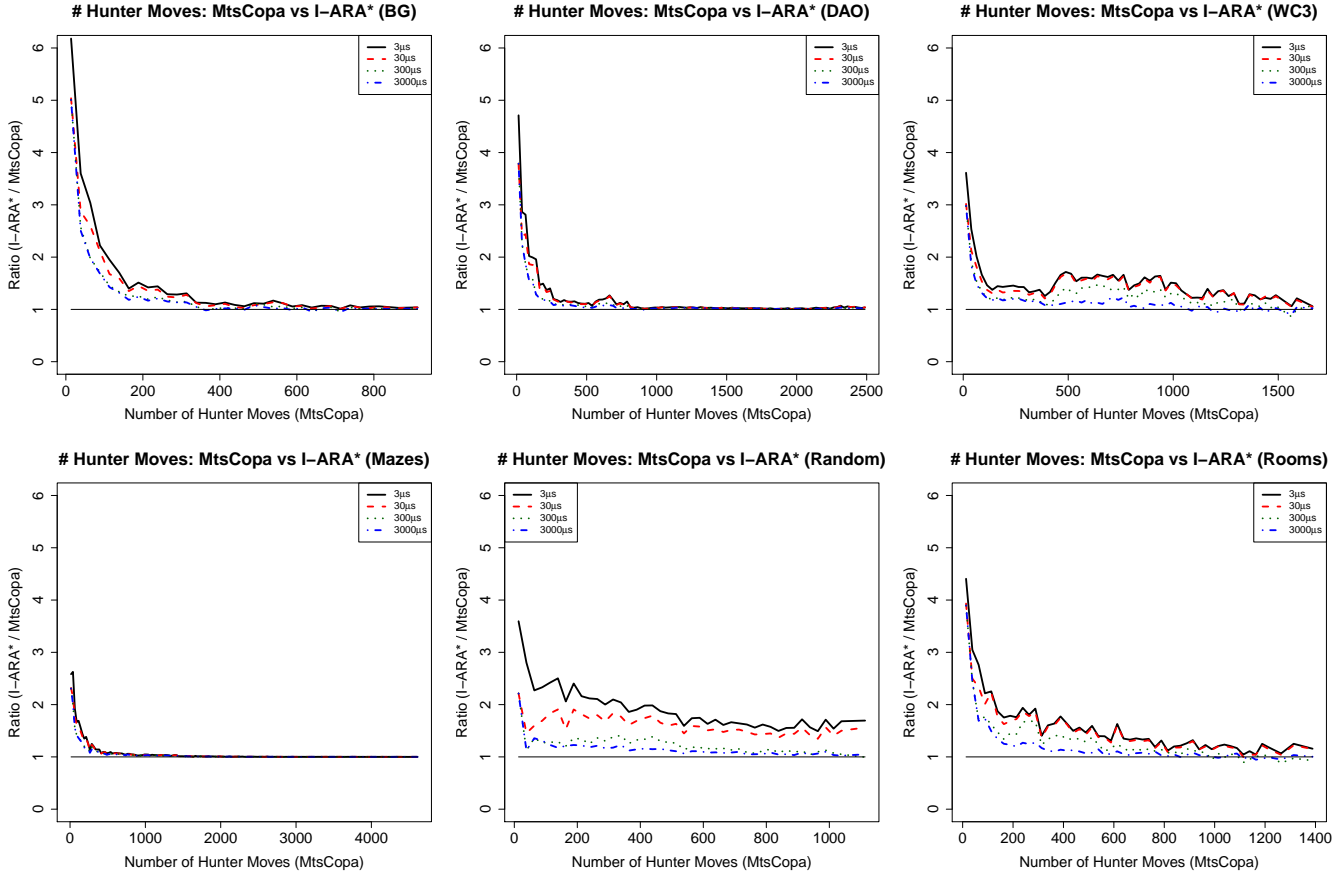 # Hunter Moves: MtsCopa vs I−ARA* (BG)
6
5
4
3
2
1
0
Ratio (I−ARA* / MtsCopa)
3μs
30μs
300μs
3000μs
0 200 400 600 800
Number of Hunter Moves (MtsCopa)
# Hunter Moves: MtsCopa vs I−ARA* (DAO)
6
5
4
3
2
1
0
Ratio (I−ARA* / MtsCopa)
3μs
30μs
300μs
3000μs
0 500 1000 1500 2000 2500
Number of Hunter Moves (MtsCopa)
# Hunter Moves: MtsCopa vs I−ARA* (WC3)
6
5
4
3
2
1
0
Ratio (I−ARA* / MtsCopa)
3μs
30μs
300μs
3000μs
0 500 1000 1500
Number of Hunter Moves (MtsCopa)
# Hunter Moves: MtsCopa vs I−ARA* (Mazes)
6
5
4
3
2
1
0
Ratio (I−ARA* / MtsCopa)
3μs
30μs
300μs
3000μs
0 1000 2000 3000 4000
Number of Hunter Moves (MtsCopa)
# Hunter Moves: MtsCopa vs I−ARA* (Random)
6
5
4
3
2
1
0
Ratio (I−ARA* / MtsCopa)
3μs
30μs
300μs
3000μs
0 200 400 600 800 1000
Number of Hunter Moves (MtsCopa)
# Hunter Moves: MtsCopa vs I−ARA* (Rooms)
6
5
4
3
2
1
0
Ratio (I−ARA* / MtsCopa)
3μs
30μs
300μs
3000μs
0 200 400 600 800 1000 1200 1400
Number of Hunter Moves (MtsCopa)